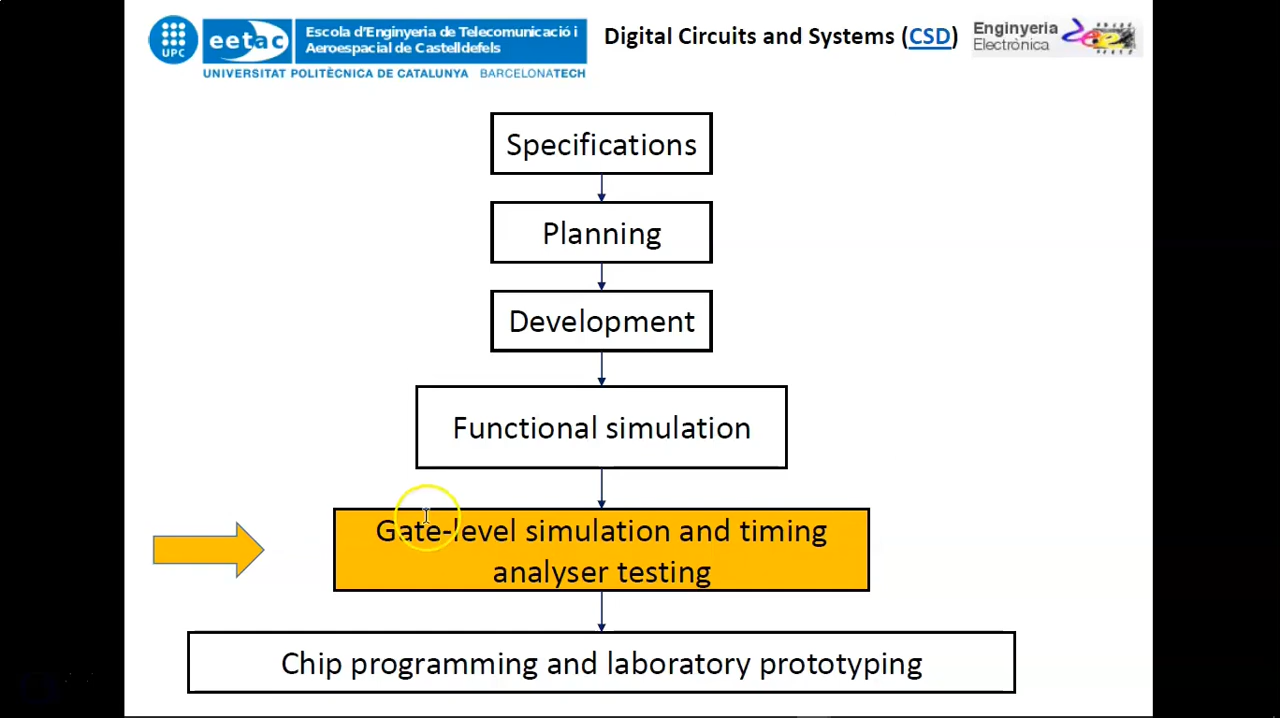 UPC
eetac
Escola d'Enginyeria de Telecomunicació i
Aeroespacial de Castelldefels
UNIVERSITAT POLITÈCNICA DE CATALUNYA BARCELONATECH
Digital Circuits and Systems (CSD)
Enginyeria
Electrònica
Specifications
Planning
Development
Functional simulation
Gate-level simulation and timing
analyser testing
Chip programming and laboratory prototyping